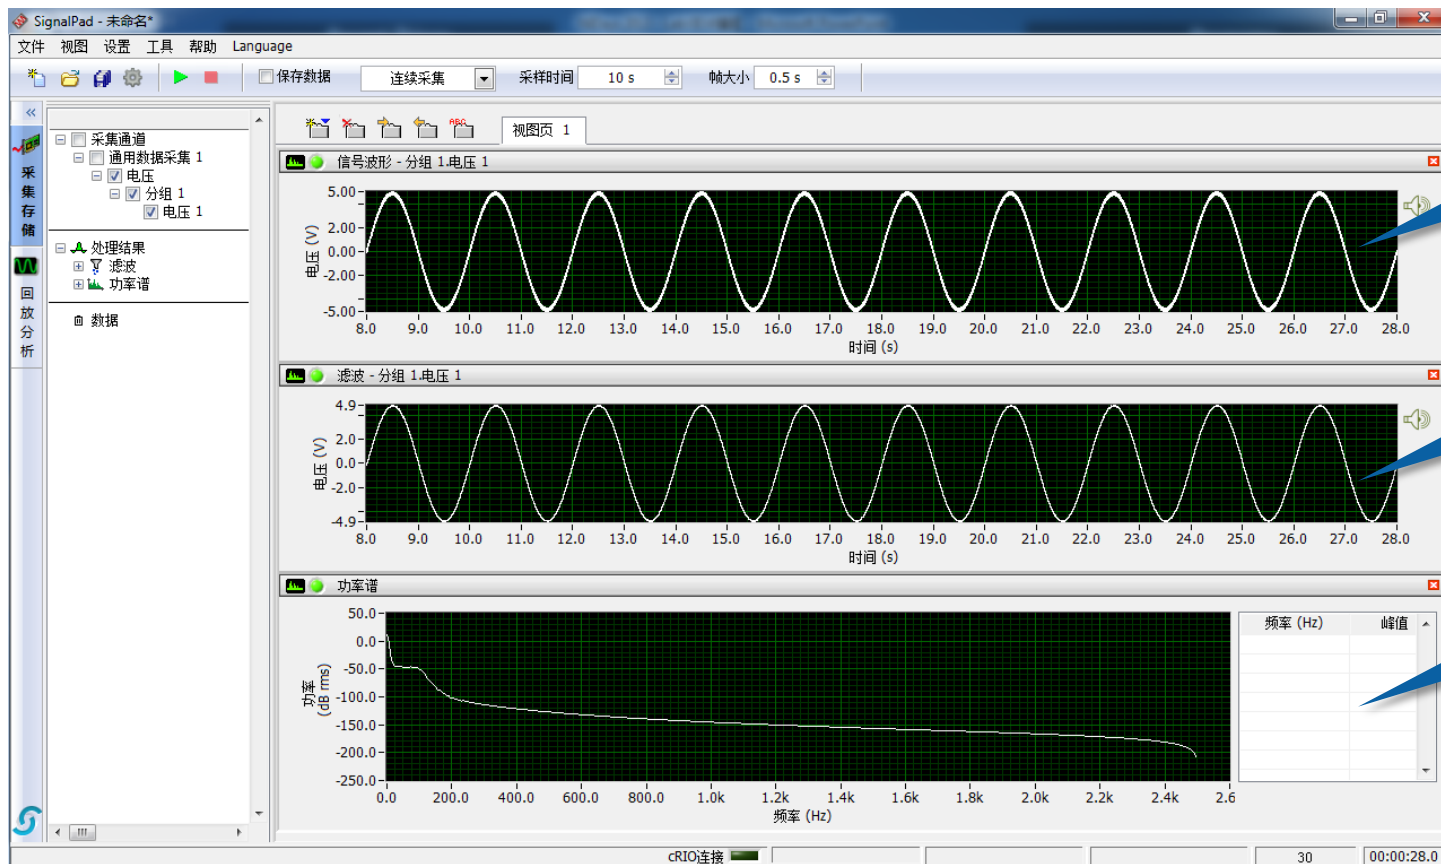 SignalPad - 未命名*
文件 视图 设置 工具 帮助 Language
保存数据 连续采集 采样时间 10 s 帧大小 0.5 s
采集存储
回放分析
采集通道
通用数据采集 1
电压
分组 1
电压 1
处理结果
滤波
功率谱
数据
ABC
视图页 1
信号波形 - 分组 1.电压 1
电压 (V)
5.00
2.00
0.00
-2.00
-5.00
8.0 9.0 10.0 11.0 12.0 13.0 14.0 15.0 16.0 17.0 18.0 19.0 20.0 21.0 22.0 23.0 24.0 25.0 26.0 27.0 28.0
时间 (s)
滤波 - 分组 1.电压 1
电压 (V)
4.9
2.0
0.0
-2.0
-4.9
8.0 9.0 10.0 11.0 12.0 13.0 14.0 15.0 16.0 17.0 18.0 19.0 20.0 21.0 22.0 23.0 24.0 25.0 26.0 27.0 28.0
时间 (s)
功率谱
功率
(dB rms)
50.0
0.0
-50.0
-100.0
-150.0
-200.0
-250.0
0.0 200.0 400.0 600.0 800.0 1.0k 1.2k 1.4k 1.6k 1.8k 2.0k 2.2k 2.4k 2.6
频率 (Hz)
频率 (Hz) 峰值
cRIO连接 30 00:00:28.0